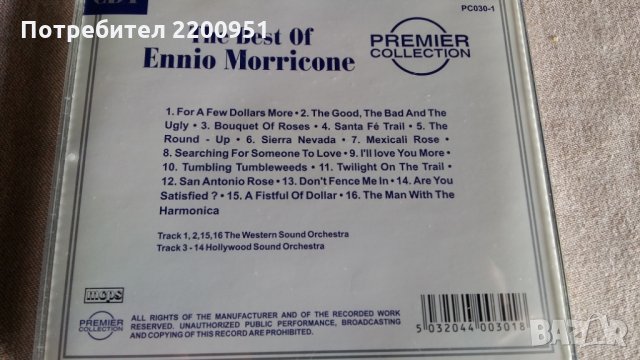 CD 1
Потребител 2200951
PC030-1
The Best Of
Ennio Morricone
PREMIER
COLLECTION
1. For A Few Dollars More • 2. The Good, The Bad And The
Ugly • 3. Bouquet Of Roses • 4. Santa Fé Trail • 5. The
Round - Up • 6. Sierra Nevada • 7. Mexicali Rose •
8. Searching For Someone To Love • 9. I'll love You More •
10. Tumbling Tumbleweeds • 11. Twilight On The Trail •
12. San Antonio Rose • 13. Don't Fence Me In • 14. Are You
Satisfied ? • 15. A Fistful Of Dollar • 16. The Man With The
Harmonica
Track 1, 2,15,16 The Western Sound Orchestra
Track 3 - 14 Hollywood Sound Orchestra
mcps
PREMIER
COLLECTION
ALL RIGHTS OF THE MANUFACTURER AND OF THE RECORDED WORK
RESERVED. UNAUTHORIZED PUBLIC PERFORMANCE, BROADCASTING
AND COPYING OF THIS RECORD ARE PROHIBITED.
5 032044 003018
BAZAR